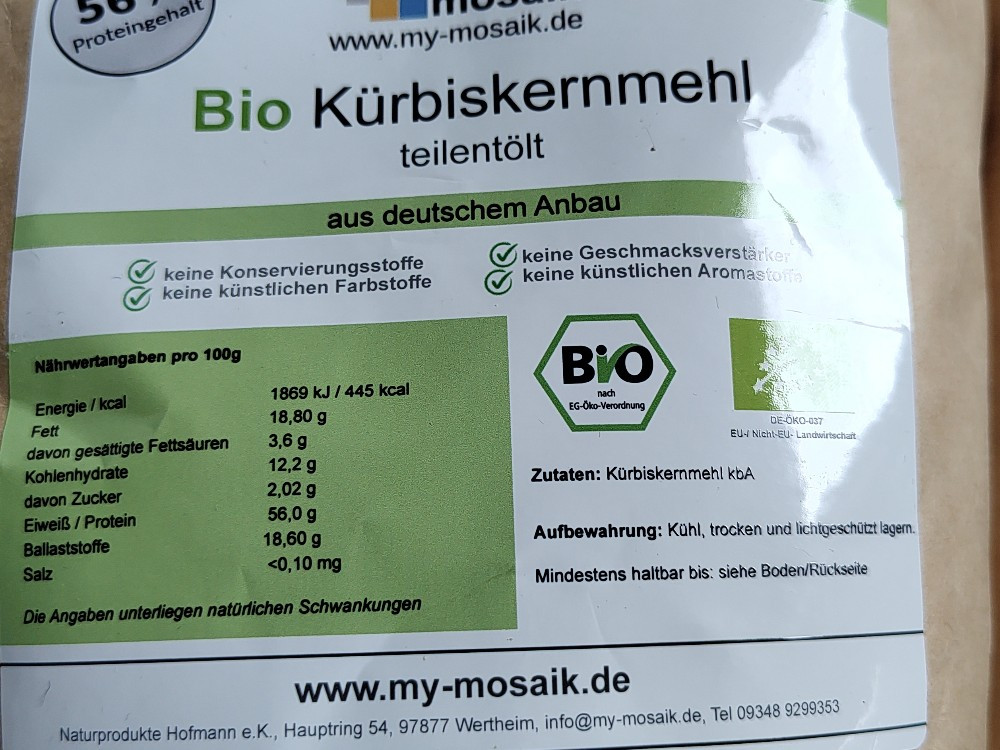 Proteingehalt
www.my-mosaik.de
Bio Kürbiskernmehl
teilentölt
aus deutschem Anbau
keine Konservierungsstoffe
keine künstlichen Farbstoffe
keine Geschmacksverstärker
keine künstlichen Aromastoffe
Nährwertangaben pro 100g
Energie / kcal 1869 kJ / 445 kcal
Fett 18,80 g
davon gesättigte Fettsäuren 3,6 g
Kohlenhydrate 12,2 g
davon Zucker 2,02 g
Eiweiß / Protein 56,0 g
Ballaststoffe 18,60 g
Salz <0,10 mg
Die Angaben unterliegen natürlichen Schwankungen
Bio
nach
EG-Öko-Verordnung
DE-ÖKO-037
EU-/ Nicht-EU- Landwirtschaft
Zutaten: Kürbiskernmehl kbA
Aufbewahrung: Kühl, trocken und lichtgeschützt lagern.
Mindestens haltbar bis: siehe Boden/Rückseite
www.my-mosaik.de
Naturprodukte Hofmann e.K., Hauptring 54, 97877 Wertheim, info@my-mosaik.de, Tel 09348 9299353